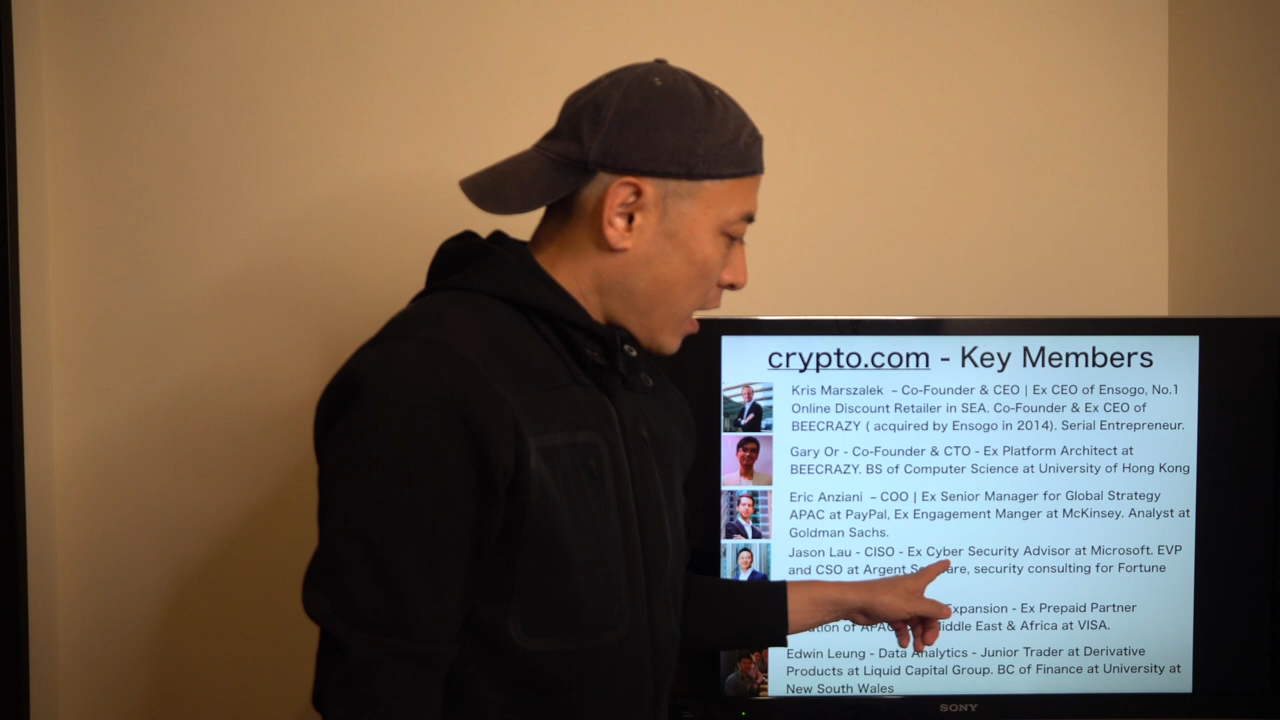 crypto.com - Key Members
Kris Marszalek – Co-Founder & CEO | Ex CEO of Ensogo, No.1
Online Discount Retailer in SEA. Co-Founder & Ex CEO of
BEECRAZY ( acquired by Ensogo in 2014). Serial Entrepreneur.
Gary Or - Co-Founder & CTO - Ex Platform Architect at
BEECRAZY. BS of Computer Science at University of Hong Kong
Eric Anziani – COO | Ex Senior Manager for Global Strategy
APAC at PayPal, Ex Engagement Manger at McKinsey. Analyst at
Goldman Sachs.
Jason Lau - CISO - Ex Cyber Security Advisor at Microsoft. EVP
and CSO at Argent security consulting for Fortune
Expansion - Ex Prepaid Partner
of Middle East & Africa at VISA.
Edwin Leung - Data Analytics - Junior Trader at Derivative
Products at Liquid Capital Group. BC of Finance at University at
New South Wales
SONY